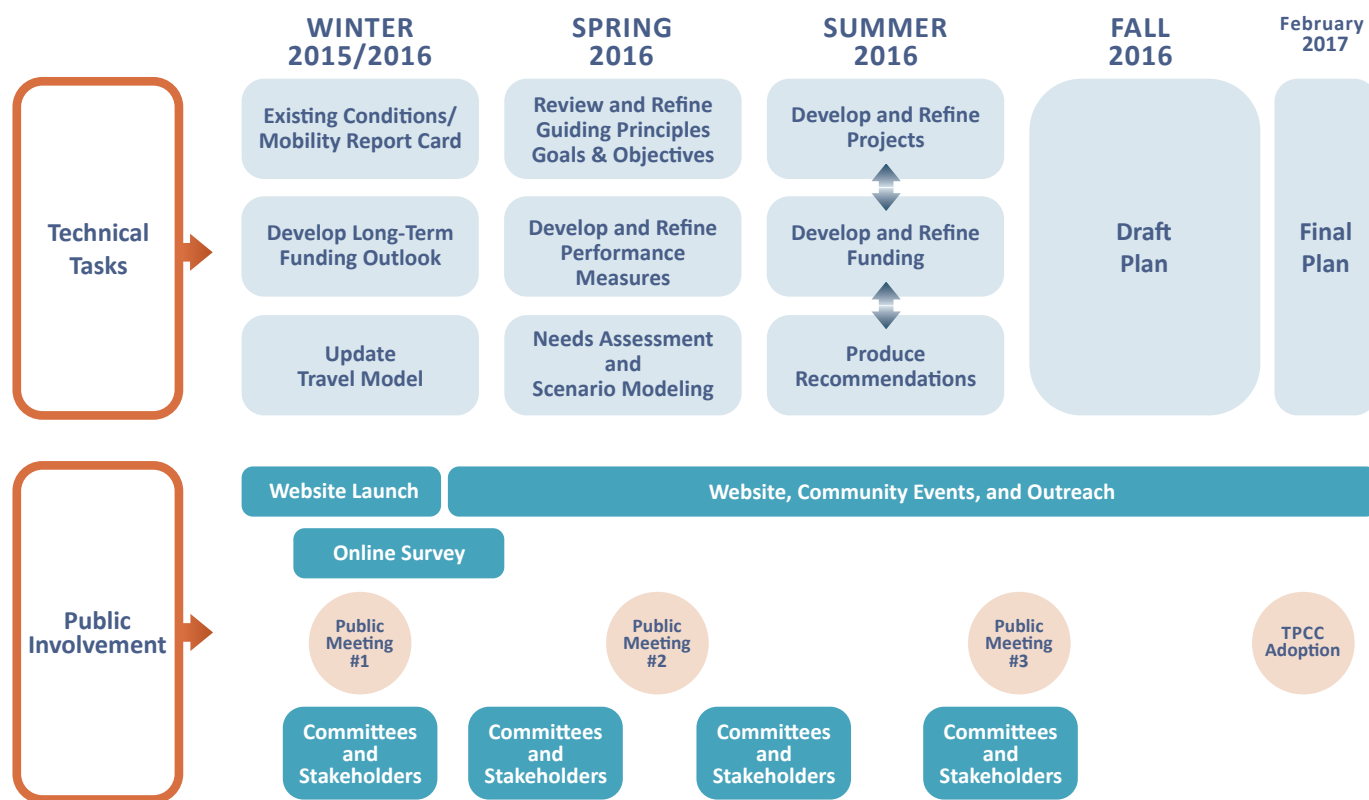 WINTER
2015/2016
SPRING
2016
SUMMER
2016
FALL
2016
February
2017
Technical
Tasks
Existing Conditions/
Mobility Report Card
Review and Refine
Guiding Principles
Goals & Objectives
Develop and Refine
Projects
Develop Long-Term
Funding Outlook
Develop and Refine
Performance
Measures
Develop and Refine
Funding
Draft
Plan
Final
Plan
Update
Travel Model
Needs Assessment
and
Scenario Modeling
Produce
Recommendations
Public
Involvement
Website Launch
Website, Community Events, and Outreach
Online Survey
Public
Meeting
#1
Public
Meeting
#2
Public
Meeting
#3
TPCC
Adoption
Committees
and
Stakeholders
Committees
and
Stakeholders
Committees
and
Stakeholders
Committees
and
Stakeholders